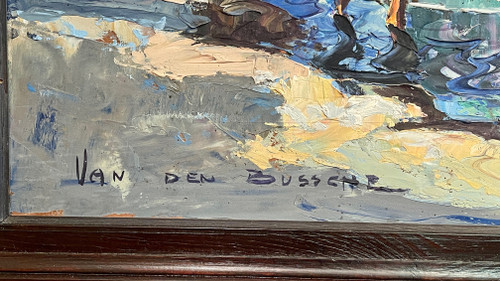 VAN DEN BUSSCHE